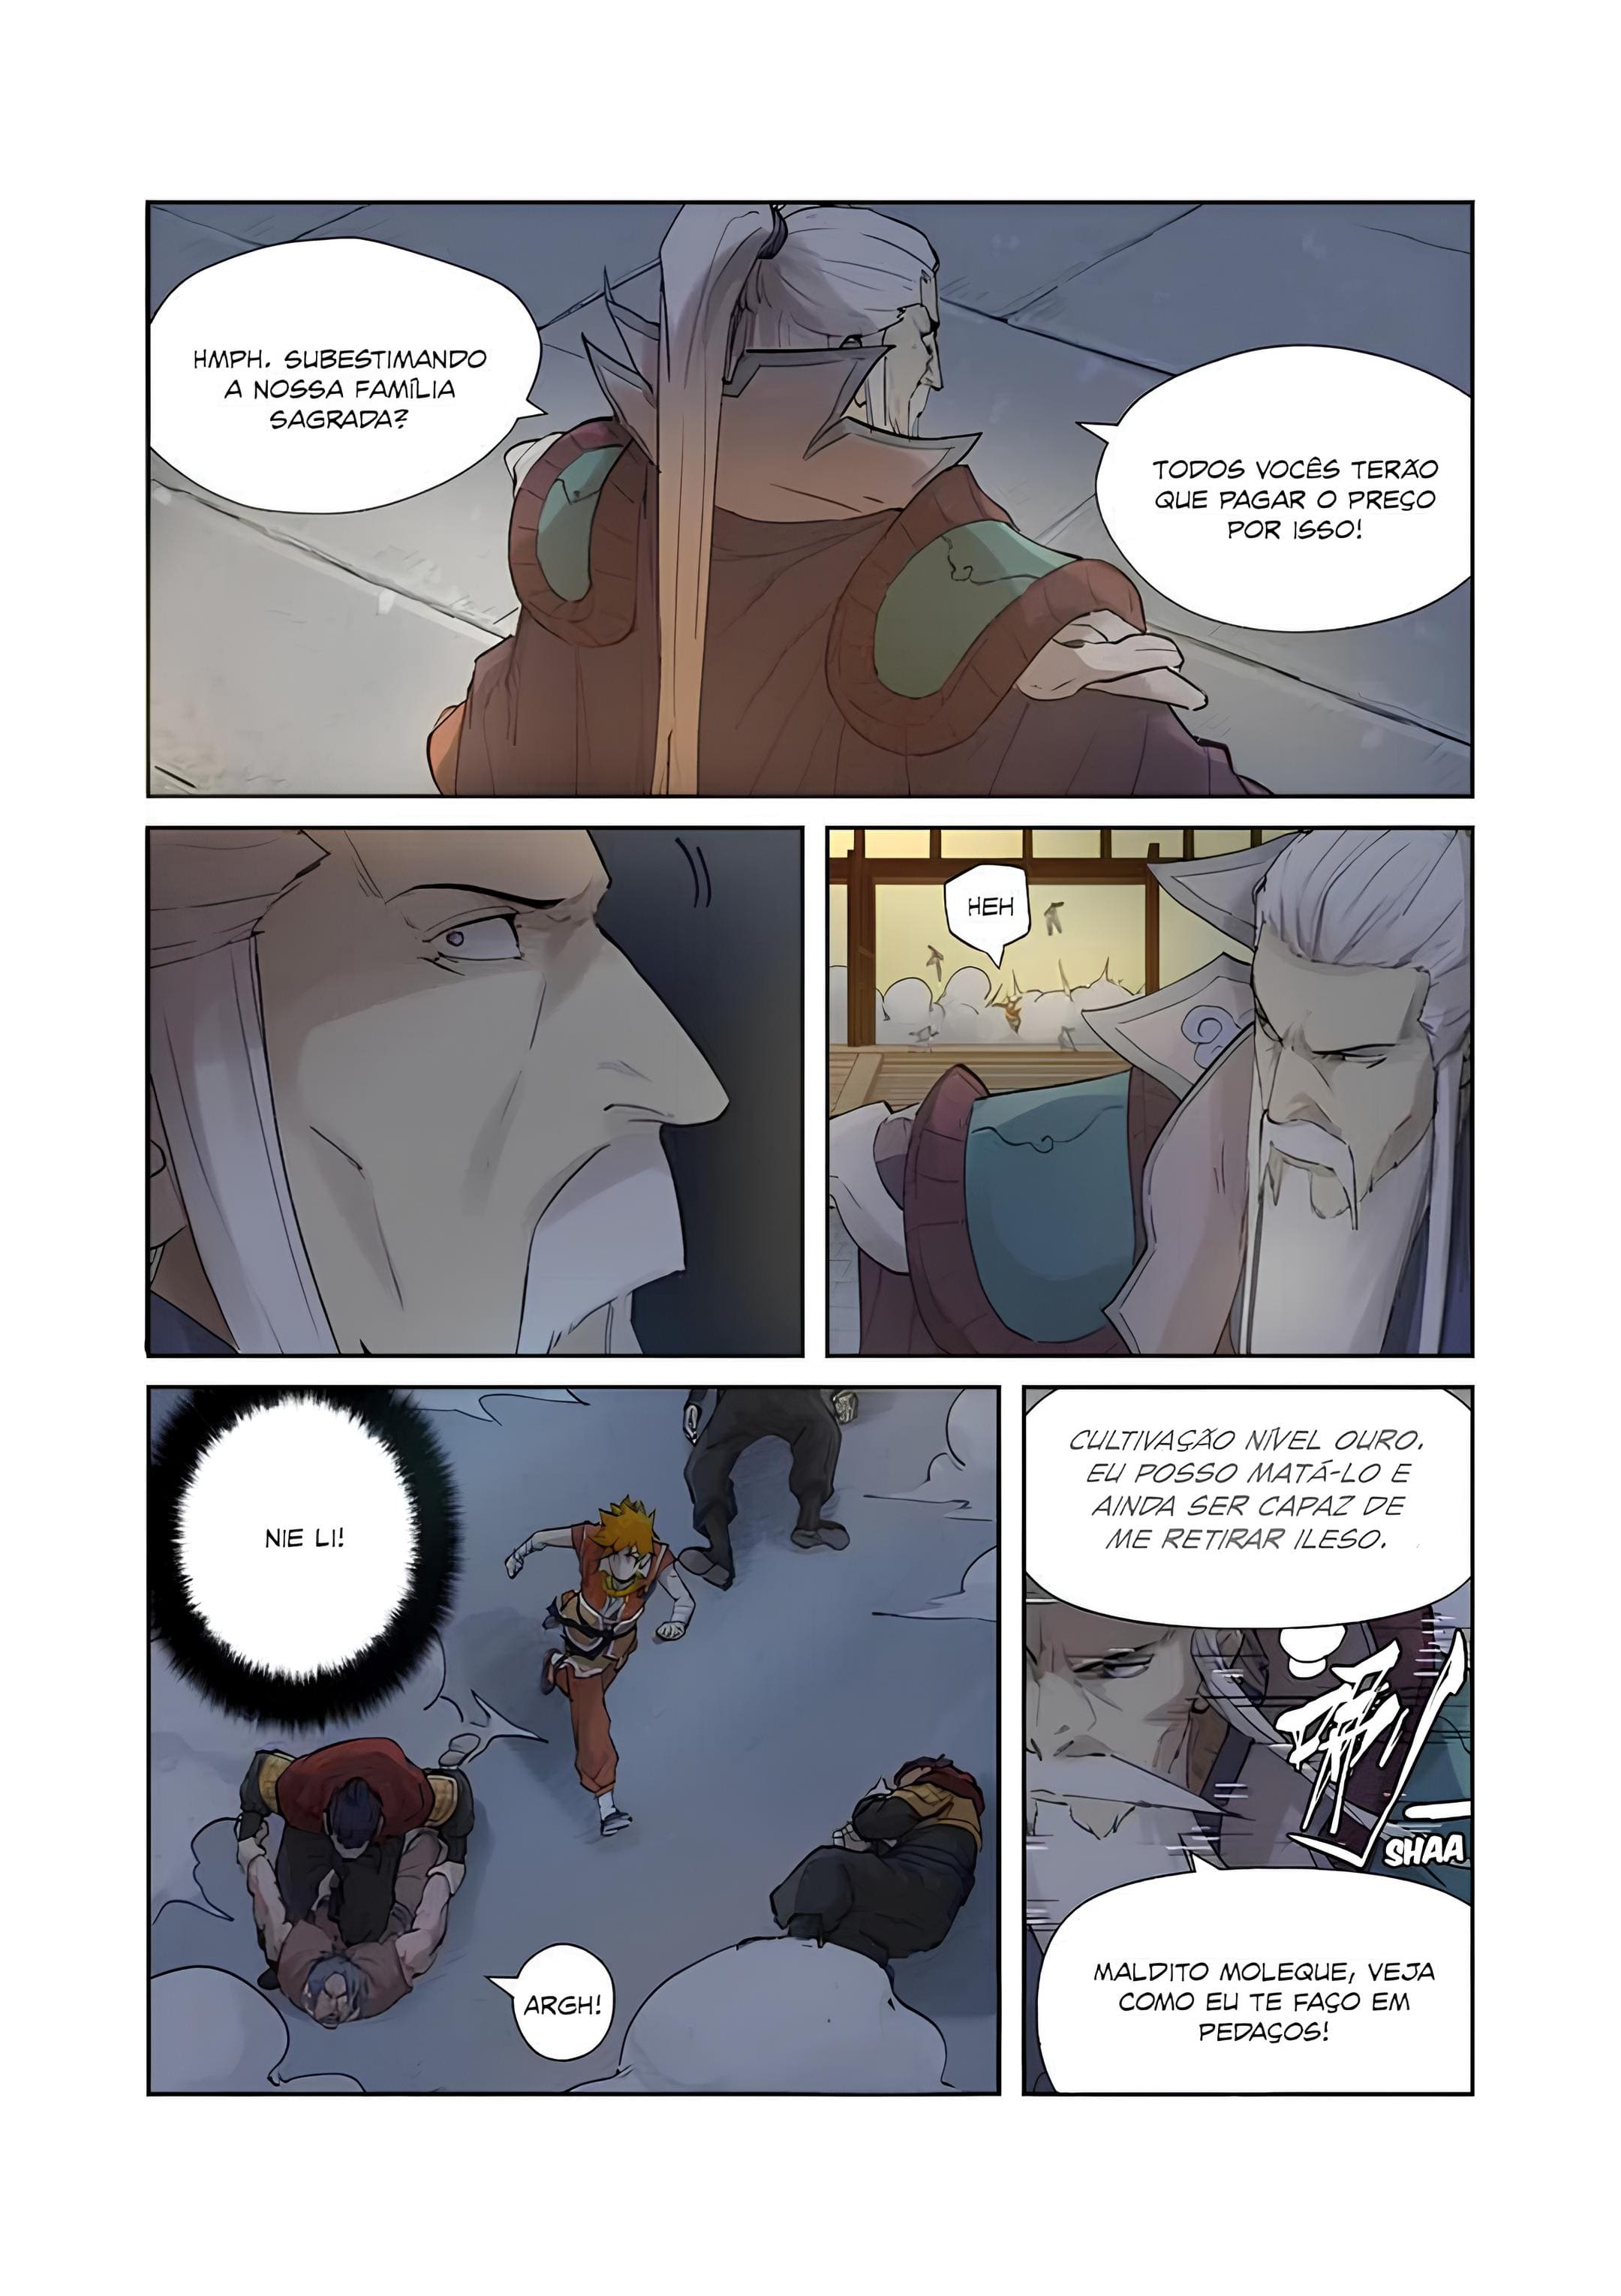 HMPH. SUBESTIMANDO
A NOSSA FAMÍLIA
SAGRADA?
TODOS VOCÊS TERÃO
QUE PAGAR O PREÇO
POR ISSO!
HEH
NIE LI!
ARGH!
CULTIVAÇÃO NÍVEL OURO.
EU POSSO MATÁ-LO E
AINDA SER CAPAZ DE
ME RETIRAR ILESO.
SHAA
MALDITO MOLEQUE, VEJA
COMO EU TE FAÇO EM
PEDAÇOS!